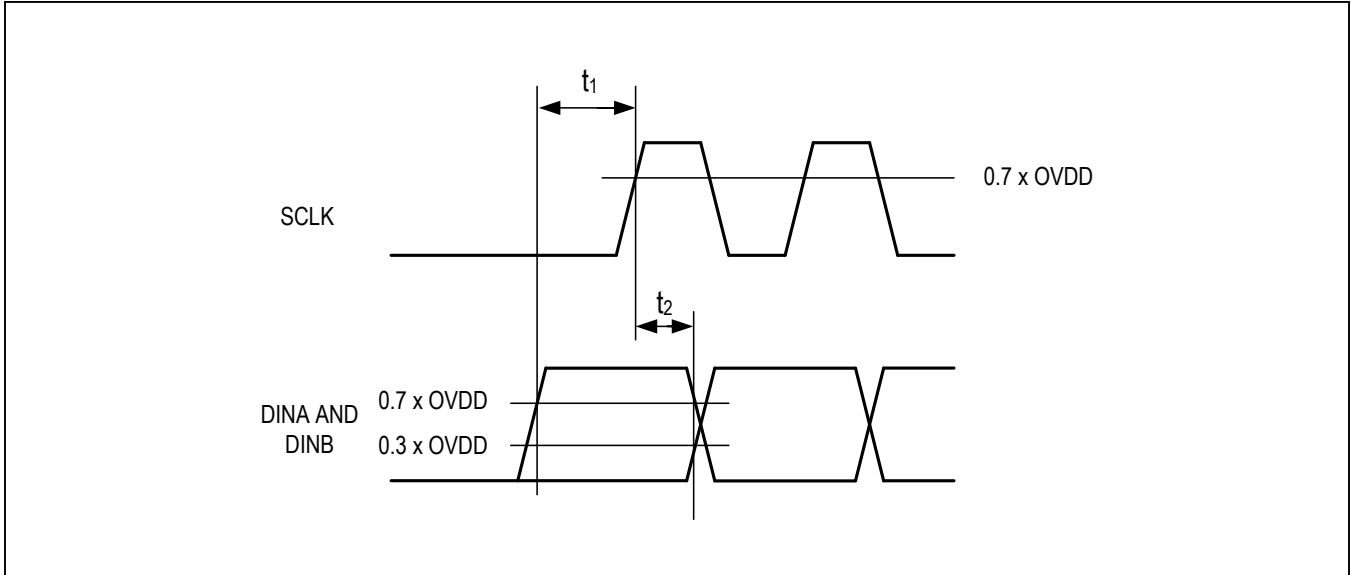 t₁
0.7 x OVDD
SCLK
t₂
0.7 x OVDD
DINA AND
DINB
0.3 x OVDD